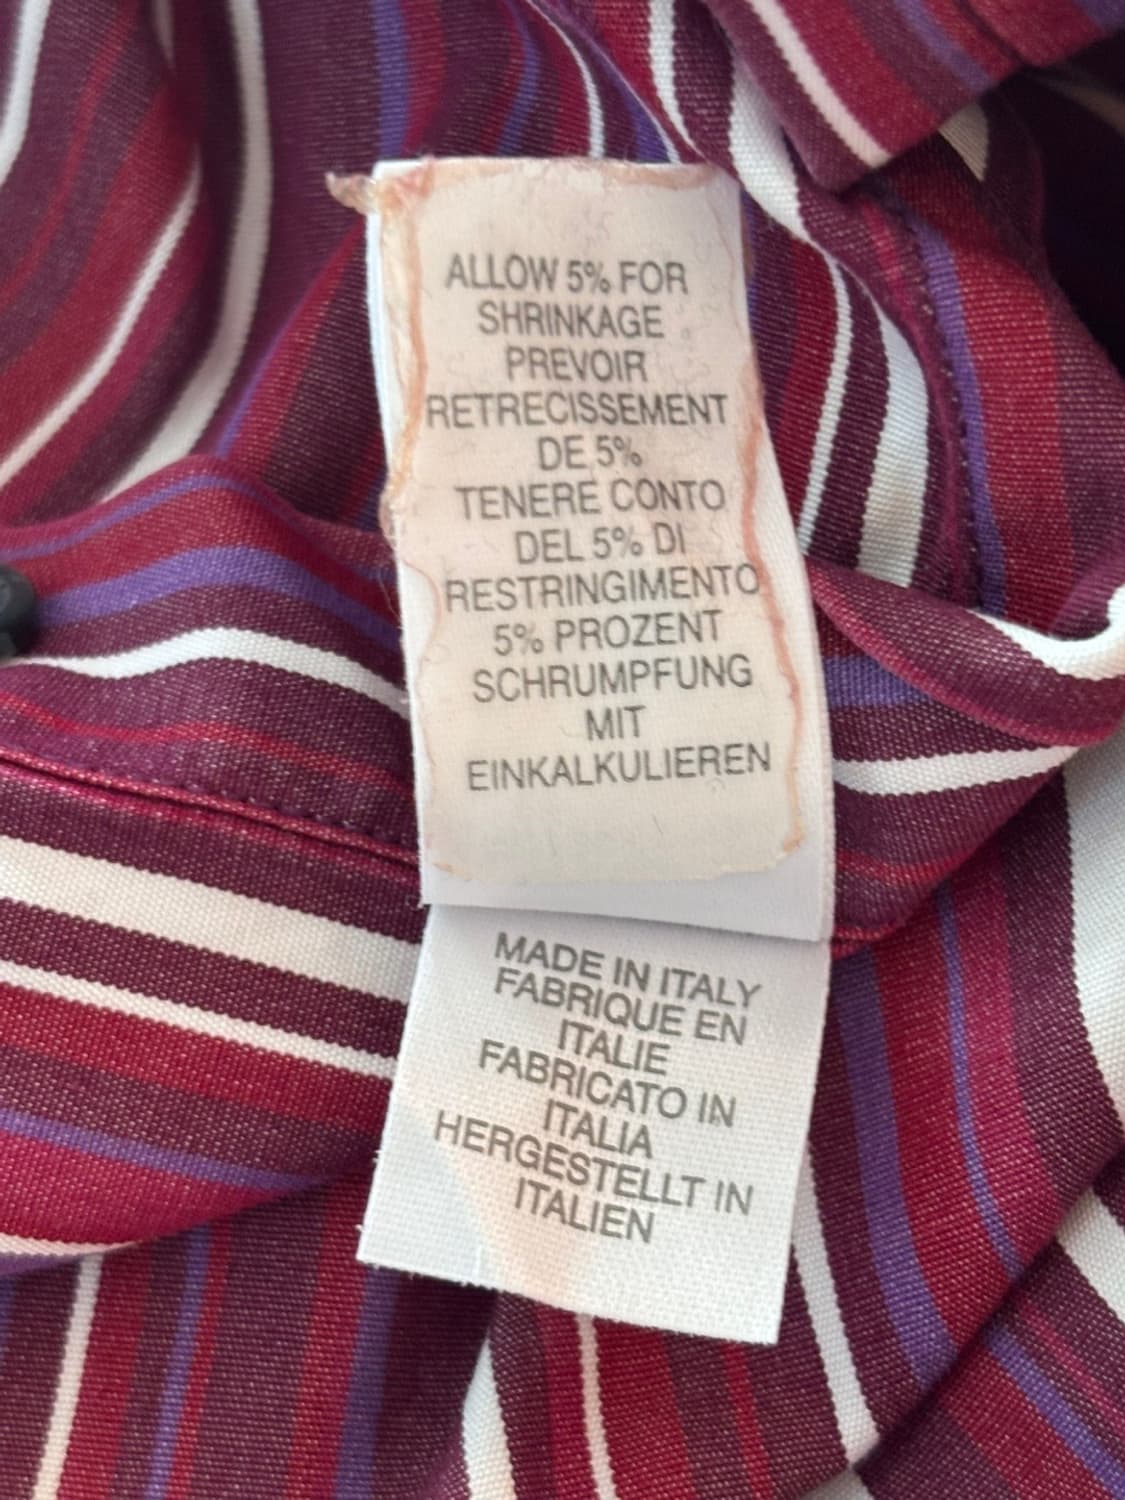 ALLOW 5% FOR
SHRINKAGE
PREVOIR
RETRECISSEMENT
DE 5%
TENERE CONTO
DEL 5% DI
RESTRINGIMENTO
5% PROZENT
SCHRUMPFUNG
MIT
EINKALKULIEREN
MADE IN ITALY
FABRIQUE EN
ITALIE
FABRICATO IN
ITALIA
HERGESTELLT IN
ITALIEN